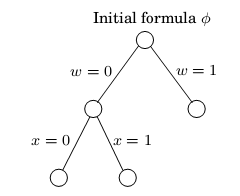 Initial formula ϕ
w = 0
w = 1
x = 0
x = 1